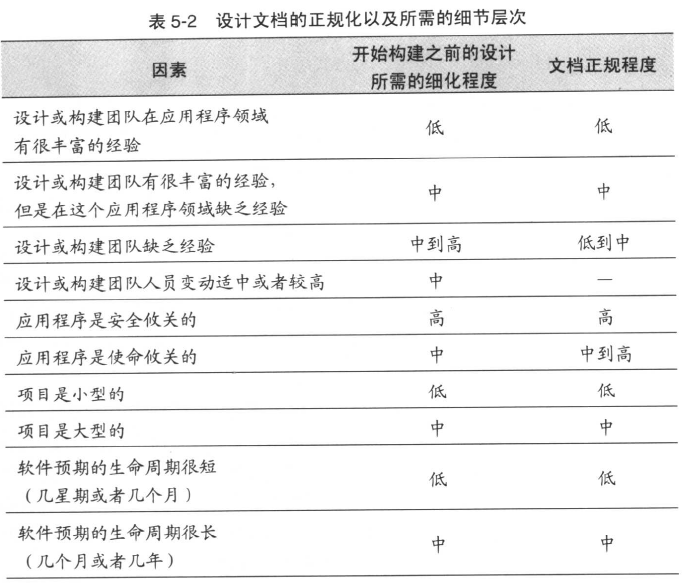 表 5-2 设计文档的正规化以及所需的细节层次
因素 开始构建之前的设计所需的细化程度 文档正规程度
设计或构建团队在应用程序领域
有很丰富的经验 低 低
设计或构建团队有很丰富的经验，
但是在这个应用程序领域缺乏经验 中 中
设计或构建团队缺乏经验 中到高 低到中
设计或构建团队人员变动适中或者较高 中 —
应用程序是安全攸关的 高 高
应用程序是使命攸关的 中 中到高
项目是小型的 低 低
项目是大型的 中 中
软件预期的生命周期很短
（几星期或者几个月） 低 低
软件预期的生命周期很长
（几个月或者几年） 中 中